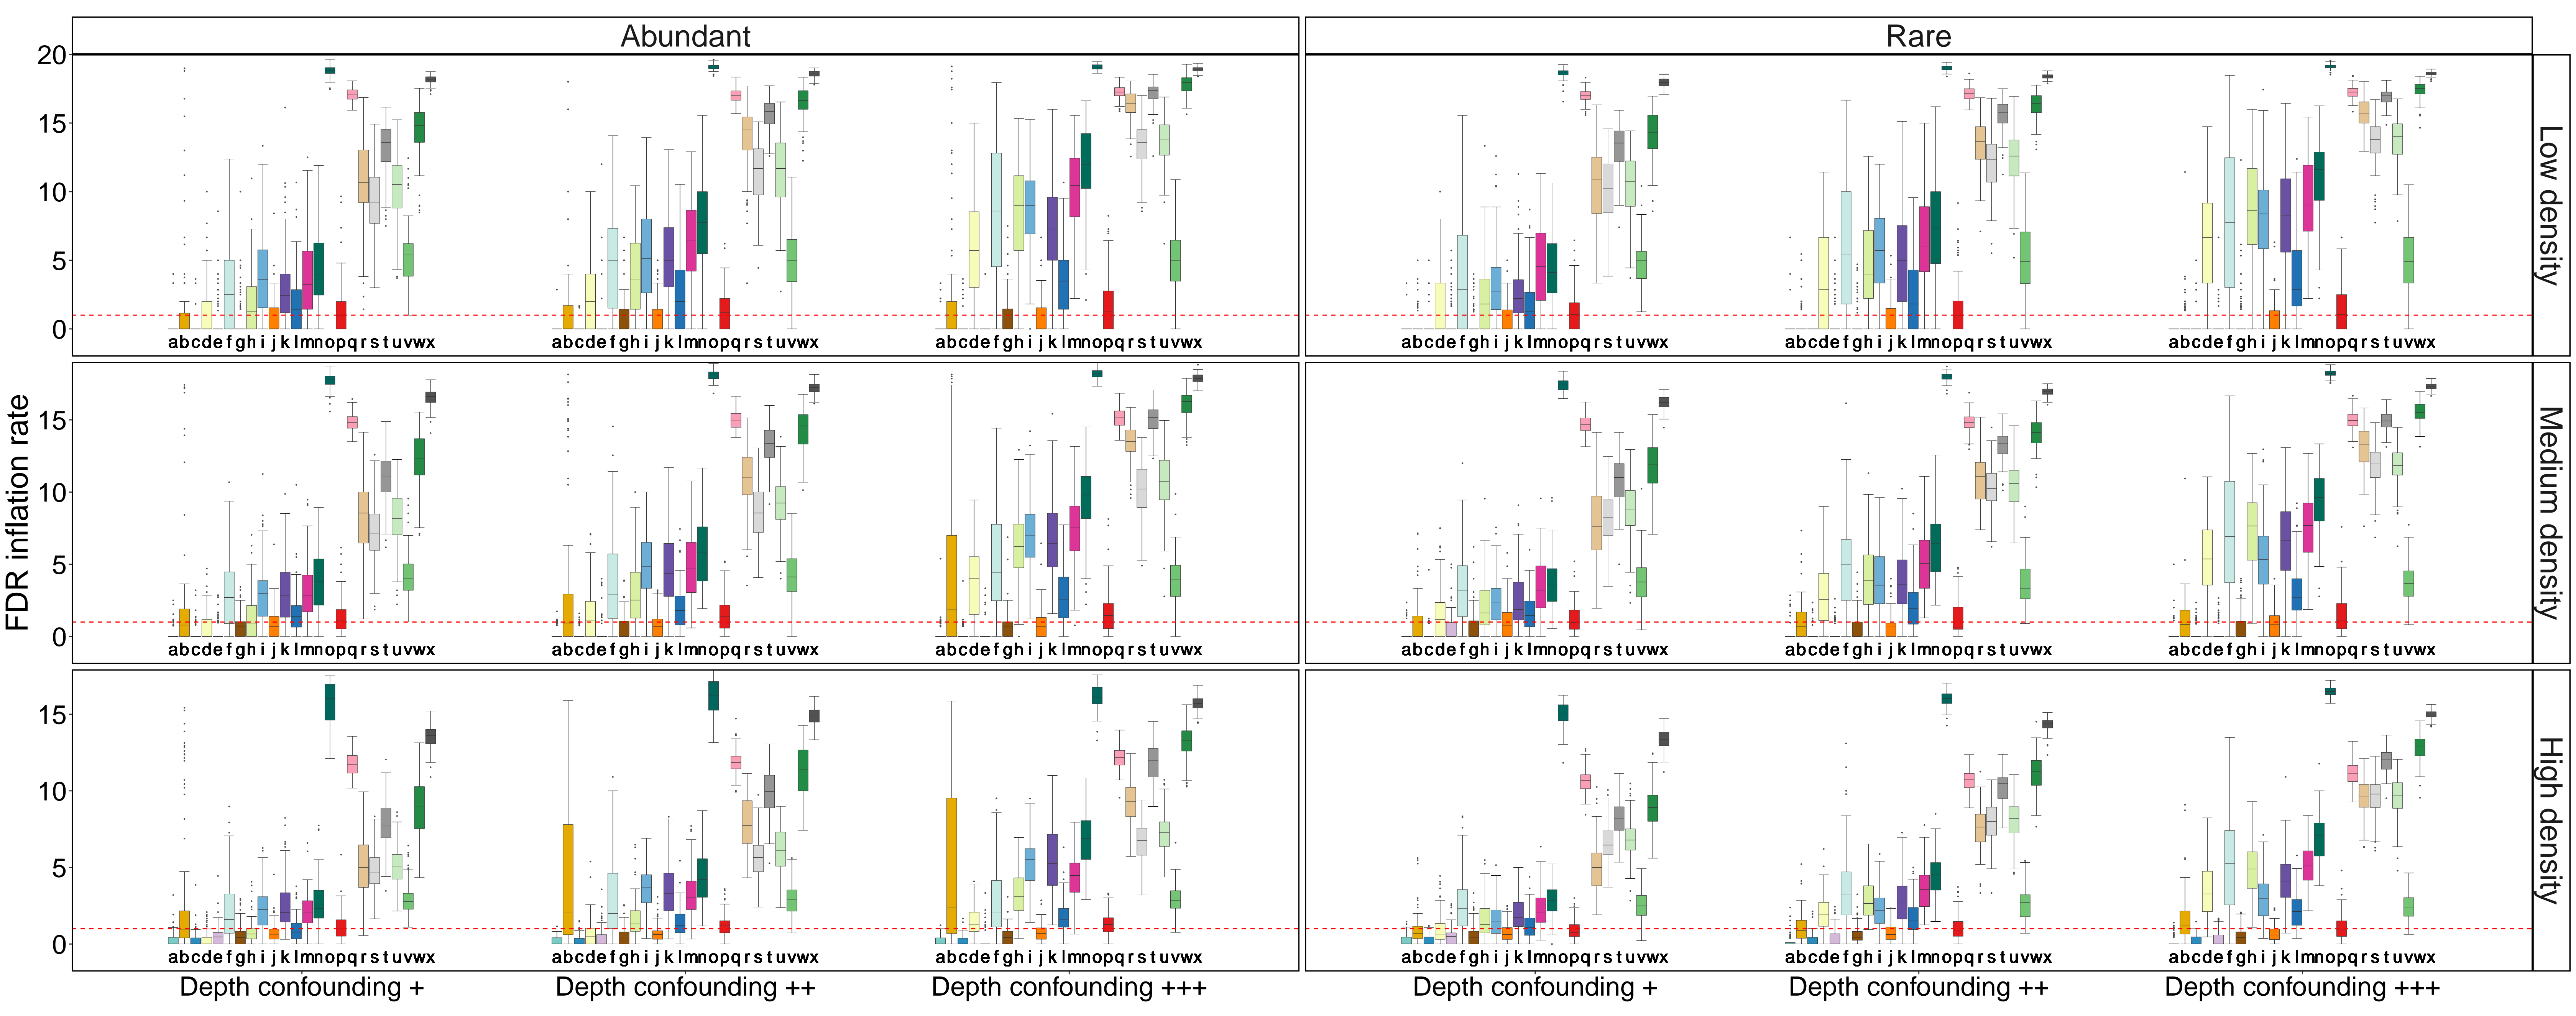 Abundant
Rare
20
15
10
5
0
abcdefghijklmnopqrstuvwx
abcdefghijklmnopqrstuvwx
abcdefghijklmnopqrstuvwx
abcdefghijklmnopqrstuvwx
abcdefghijklmnopqrstuvwx
abcdefghijklmnopqrstuvwx
Low density
FDR inflation rate
15
10
5
0
abcdefghijklmnopqrstuvwx
abcdefghijklmnopqrstuvwx
abcdefghijklmnopqrstuvwx
abcdefghijklmnopqrstuvwx
abcdefghijklmnopqrstuvwx
abcdefghijklmnopqrstuvwx
Medium density
15
10
5
0
abcdefghijklmnopqrstuvwx
abcdefghijklmnopqrstuvwx
abcdefghijklmnopqrstuvwx
abcdefghijklmnopqrstuvwx
abcdefghijklmnopqrstuvwx
abcdefghijklmnopqrstuvwx
High density
Depth confounding +
Depth confounding ++
Depth confounding +++
Depth confounding +
Depth confounding ++
Depth confounding +++